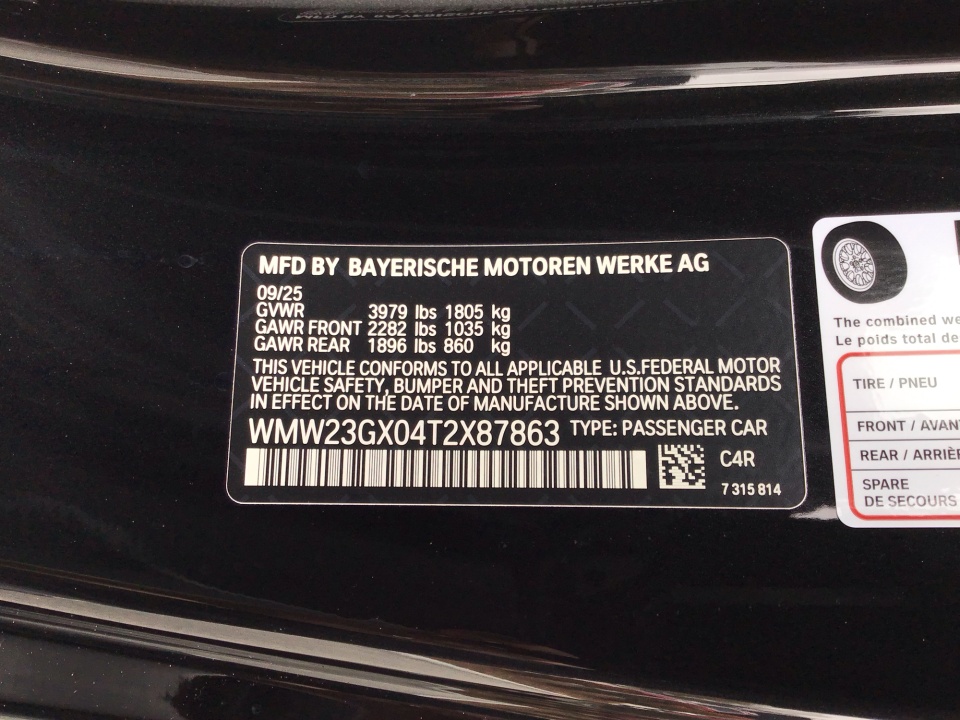 MFD BY BAYERISCHE MOTOREN WERKE AG
09/25
GVWR 3979 lbs 1805 kg
GAWR FRONT 2282 lbs 1035 kg
GAWR REAR 1896 lbs 860 kg
THIS VEHICLE CONFORMS TO ALL APPLICABLE U.S.FEDERAL MOTOR
VEHICLE SAFETY, BUMPER AND THEFT PREVENTION STANDARDS
IN EFFECT ON THE DATE OF MANUFACTURE SHOWN ABOVE.
WMW23GX04T2X87863 TYPE: PASSENGER CAR
C4R
7 315 814
The combined we
Le poids total de
TIRE / PNEU
FRONT / AVAN
REAR / ARRIÈR
SPARE
DE SECOURS